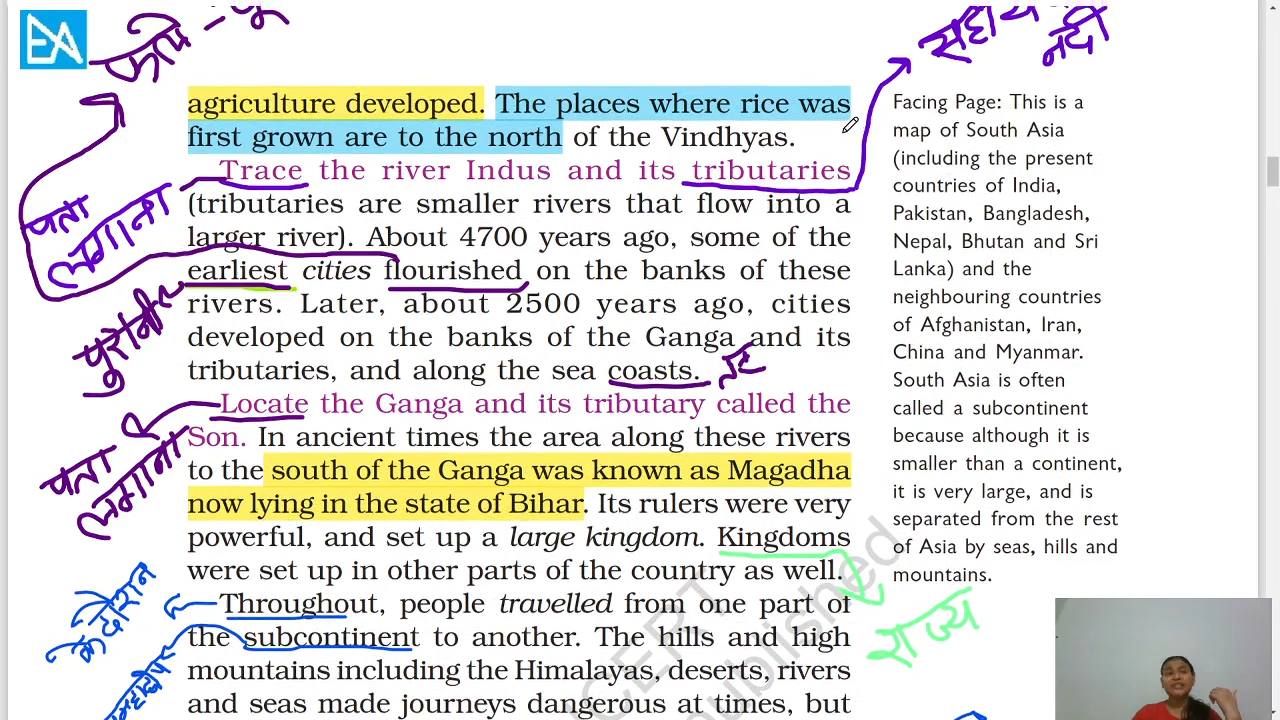 EA
सहायक
नदी
agriculture developed. The places where rice was
first grown are to the north of the Vindhyas.
Trace the river Indus and its tributaries
(tributaries are smaller rivers that flow into a
larger river). About 4700 years ago, some of the
earliest cities flourished on the banks of these
rivers. Later, about 2500 years ago, cities
developed on the banks of the Ganga and its
tributaries, and along the sea coasts.
Locate the Ganga and its tributary called the
Son. In ancient times the area along these rivers
to the south of the Ganga was known as Magadha
now lying in the state of Bihar. Its rulers were very
powerful, and set up a large kingdom. Kingdoms
were set up in other parts of the country as well.
Throughout, people travelled from one part of
the subcontinent to another. The hills and high
mountains including the Himalayas, deserts, rivers
and seas made journeys dangerous at times, but
पता
लगाना
पता
लगाना
के दौरान
राज्य
Facing Page: This is a
map of South Asia
(including the present
countries of India,
Pakistan, Bangladesh,
Nepal, Bhutan and Sri
Lanka) and the
neighbouring countries
of Afghanistan, Iran,
China and Myanmar.
South Asia is often
called a subcontinent
because although it is
smaller than a continent,
it is very large, and is
separated from the rest
of Asia by seas, hills and
mountains.